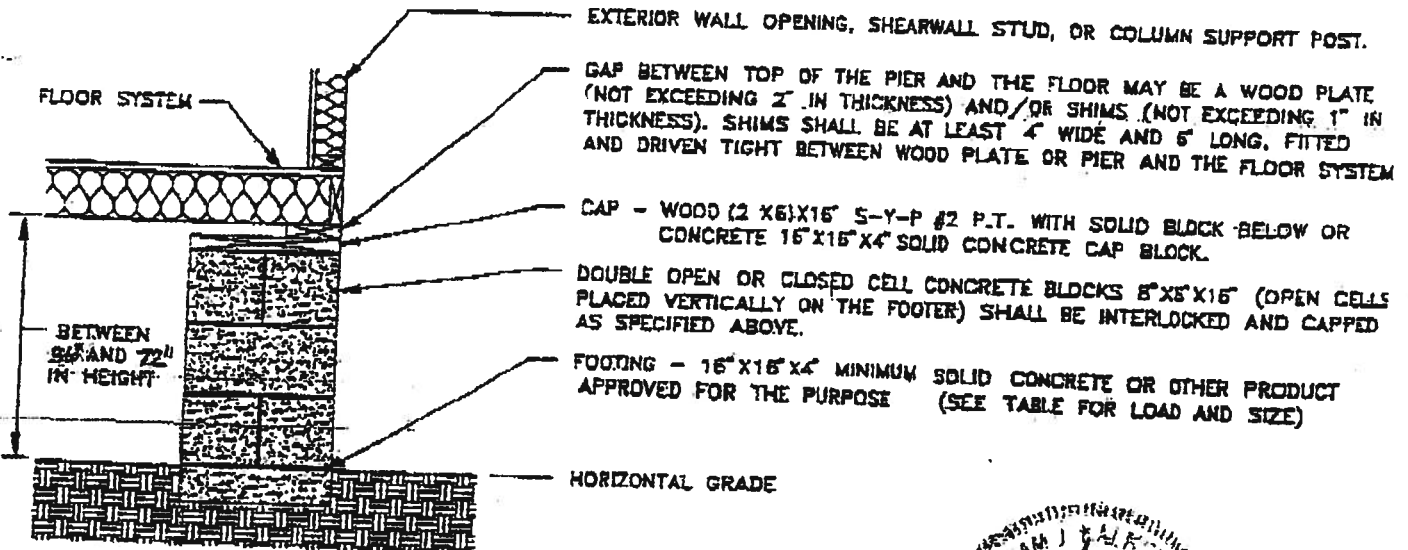 EXTERIOR WALL OPENING, SHEARWALL STUD, OR COLUMN SUPPORT POST.
FLOOR SYSTEM
GAP BETWEEN TOP OF THE PIER AND THE FLOOR MAY BE A WOOD PLATE
(NOT EXCEEDING 2" IN THICKNESS) AND/OR SHIMS (NOT EXCEEDING 1" IN
THICKNESS). SHIMS SHALL BE AT LEAST 4" WIDE AND 6" LONG, FITTED
AND DRIVEN TIGHT BETWEEN WOOD PLATE OR PIER AND THE FLOOR SYSTEM
CAP - WOOD (2 X6)X16" S-Y-P #2 P.T. WITH SOLID BLOCK BELOW OR
CONCRETE 16"X16"X4" SOLID CONCRETE CAP BLOCK.
DOUBLE OPEN OR CLOSED CELL CONCRETE BLOCKS 8"X8"X16" (OPEN CELLS
PLACED VERTICALLY ON THE FOOTER) SHALL BE INTERLOCKED AND CAPPED
AS SPECIFIED ABOVE.
BETWEEN
AND 72"
IN HEIGHT
FOOTING - 16"X16"X4" MINIMUM SOLID CONCRETE OR OTHER PRODUCT
APPROVED FOR THE PURPOSE (SEE TABLE FOR LOAD AND SIZE)
HORIZONTAL GRADE